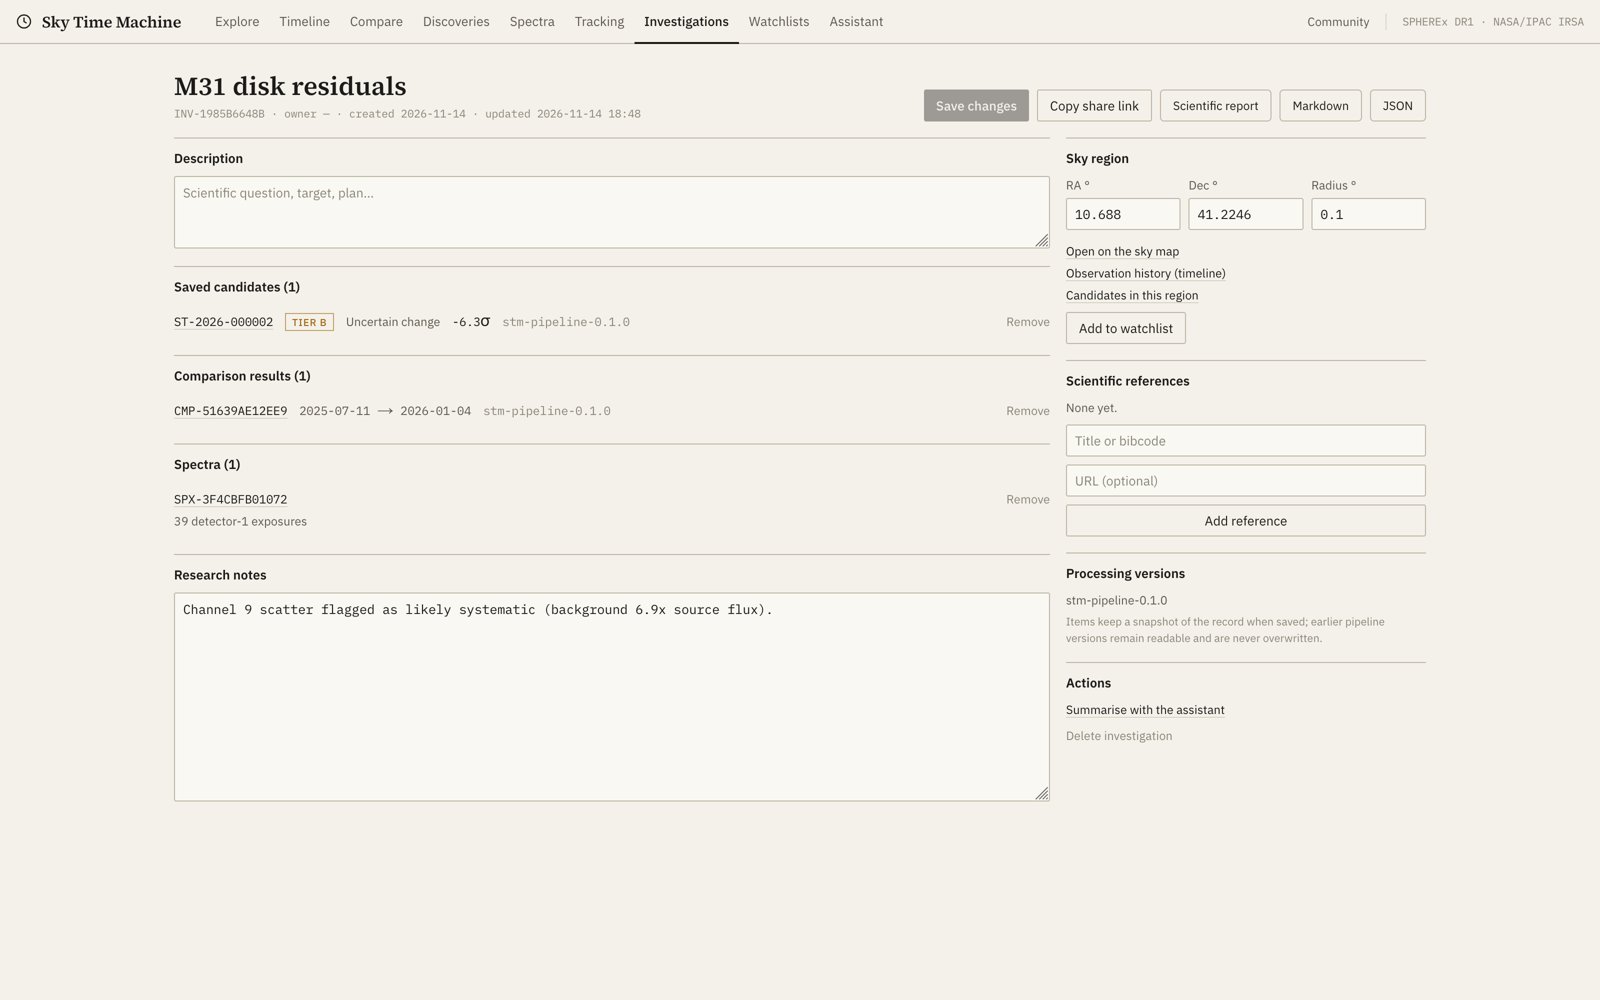 Sky Time Machine
Explore Timeline Compare Discoveries Spectra Tracking Investigations Watchlists Assistant
Community
SPHEREx DR1 · NASA/IPAC IRSA
M31 disk residuals
INV-1985B6648B · owner — · created 2026-11-14 · updated 2026-11-14 18:48
Save changes
Copy share link
Scientific report
Markdown
JSON
Description
Scientific question, target, plan…
Saved candidates (1)
ST-2026-000002 TIER B Uncertain change -6.3σ stm-pipeline-0.1.0 Remove
Comparison results (1)
CMP-51639AE12EE9 2025-07-11 → 2026-01-04 stm-pipeline-0.1.0 Remove
Spectra (1)
SPX-3F4CBFB01072 Remove
39 detector-1 exposures
Research notes
Channel 9 scatter flagged as likely systematic (background 6.9x source flux).
Sky region
RA ° Dec ° Radius °
10.688 41.2246 0.1
Open on the sky map
Observation history (timeline)
Candidates in this region
Add to watchlist
Scientific references
None yet.
Title or bibcode
URL (optional)
Add reference
Processing versions
stm-pipeline-0.1.0
Items keep a snapshot of the record when saved; earlier pipeline
versions remain readable and are never overwritten.
Actions
Summarise with the assistant
Delete investigation